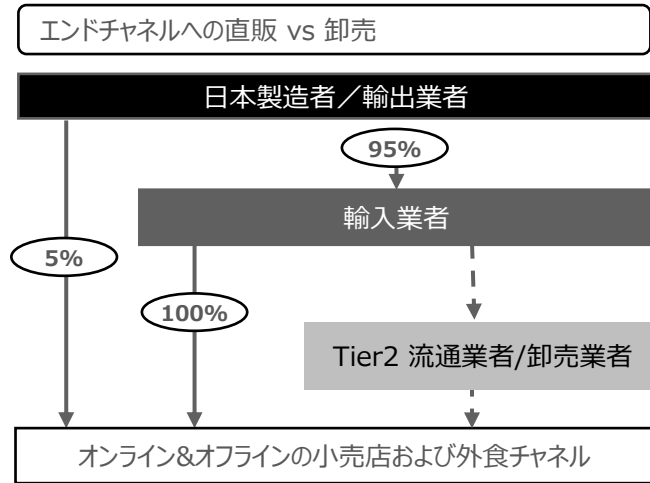 エンドチャネルへの直販 vs 卸売
日本製造者／輸出業者
95%
輸入業者
5%
100%
Tier2 流通業者/卸売業者
オンライン&オフラインの小売店および外食チャネル